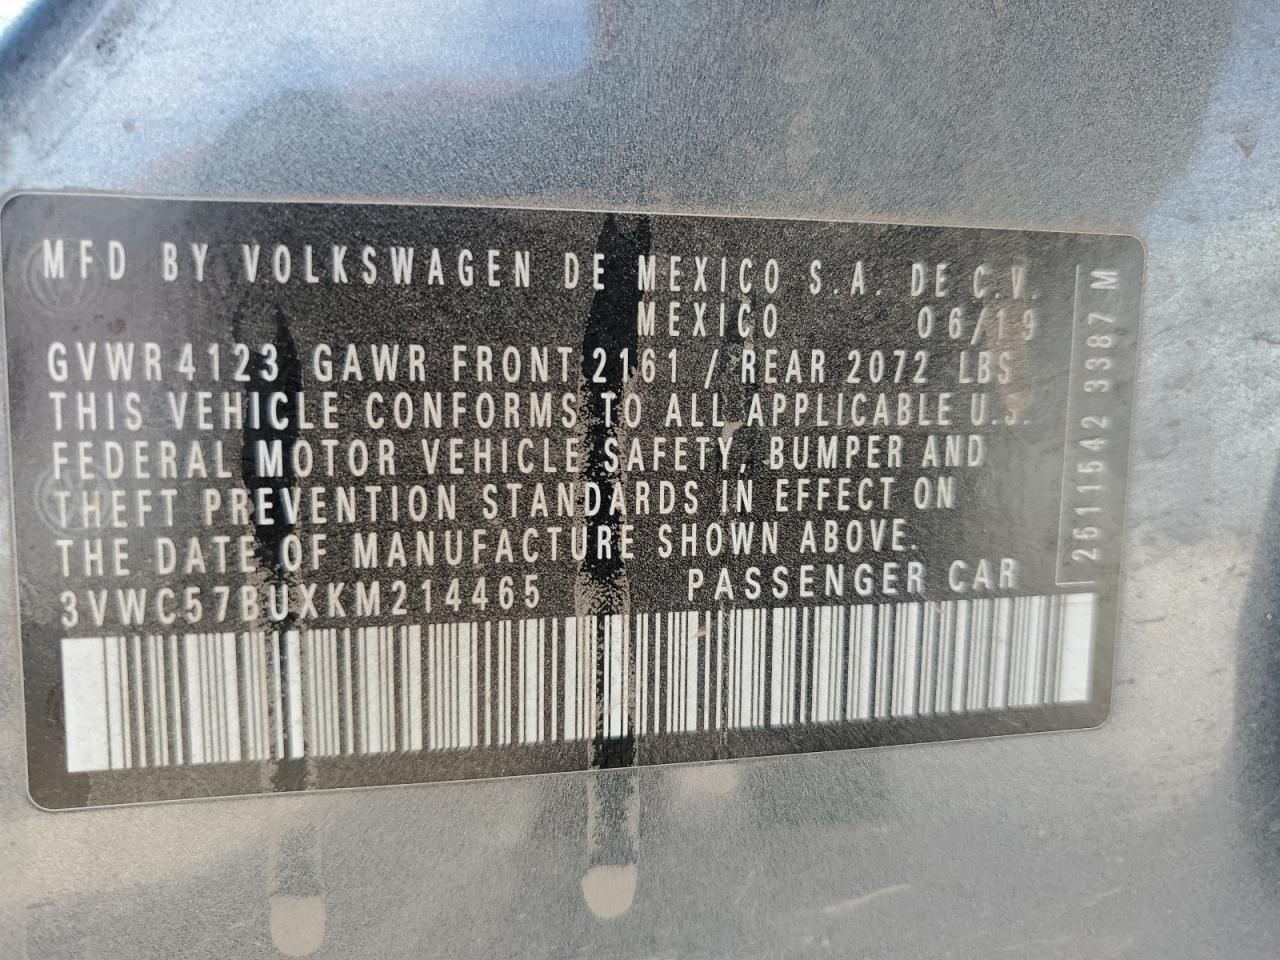 MFD BY VOLKSWAGEN DE MEXICO S.A. DE C.V.
MEXICO 06/19
GVWR 4123 GAWR FRONT 2161 / REAR 2072 LBS
THIS VEHICLE CONFORMS TO ALL APPLICABLE U.S.
FEDERAL MOTOR VEHICLE SAFETY, BUMPER AND
THEFT PREVENTION STANDARDS IN EFFECT ON
THE DATE OF MANUFACTURE SHOWN ABOVE.
3VWC57BUXKM214465 PASSENGER CAR
2611542 3387 M